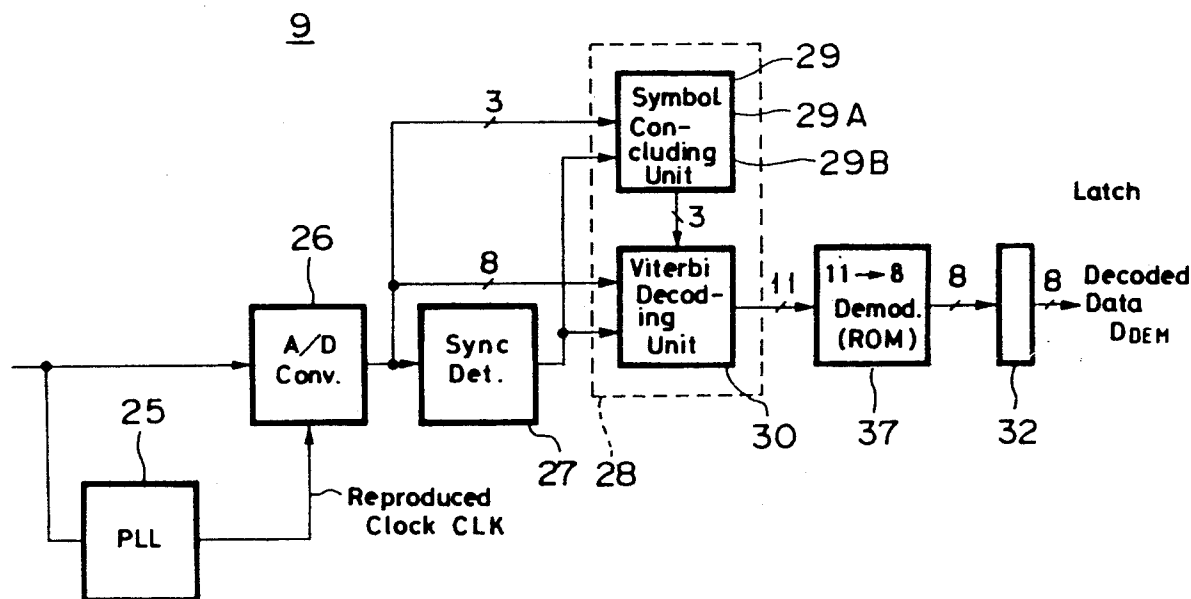 9
29
Symbol
Con-
cluding
Unit
29A
29B
3
3
Latch
26
8
Viterbi
Decod-
ing
Unit
11
11→8
Demod.
(ROM)
8
8
Decoded
Data
DDEM
A/D
Conv.
Sync
Det.
25
27
28
30
37
32
Reproduced
Clock CLK
PLL